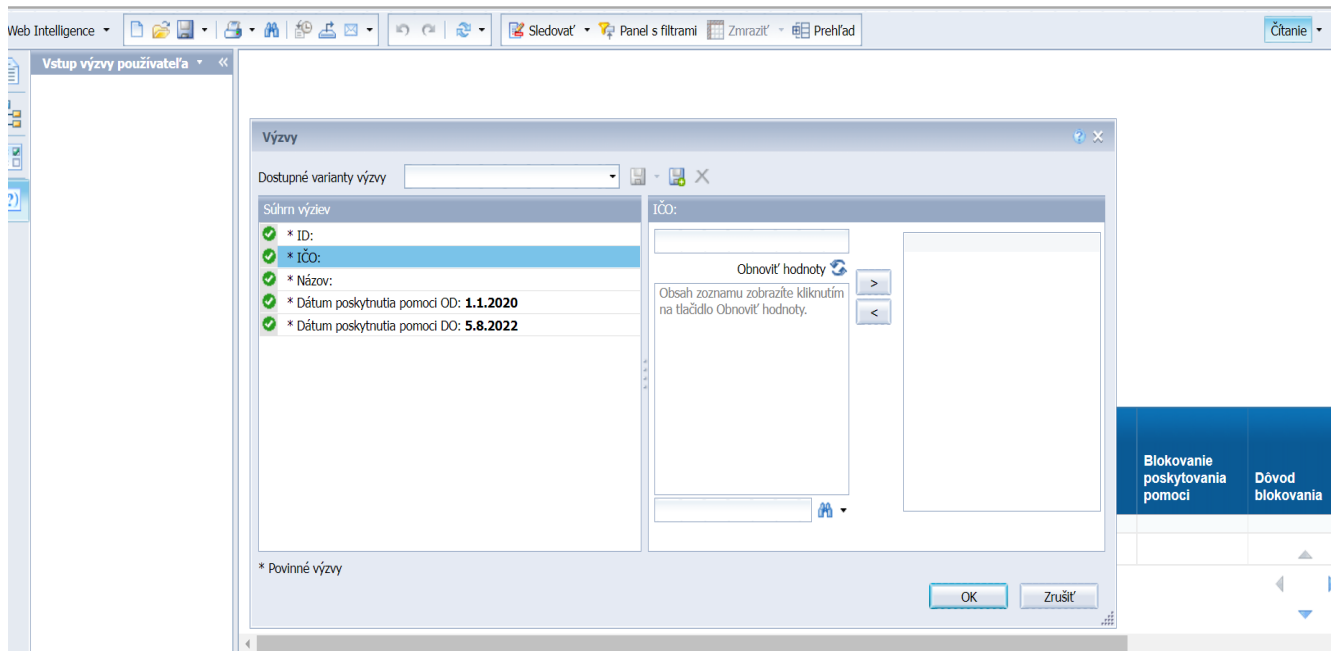 Web Intelligence
Sledovať
Panel s filtrami
Zmraziť
Prehľad
Čítanie
Vstup výzvy používateľa
Výzvy
Dostupné varianty výzvy
Súhrn výziev
IČO:
* ID:
* IČO:
* Názov:
* Dátum poskytnutia pomoci OD: 1.1.2020
* Dátum poskytnutia pomoci DO: 5.8.2022
Obnoviť hodnoty
Obsah zoznamu zobrazíte kliknutím
na tlačidlo Obnoviť hodnoty.
>
<
* Povinné výzvy
OK
Zrušiť
Blokovanie
poskytovania
pomoci
Dôvod
blokovania